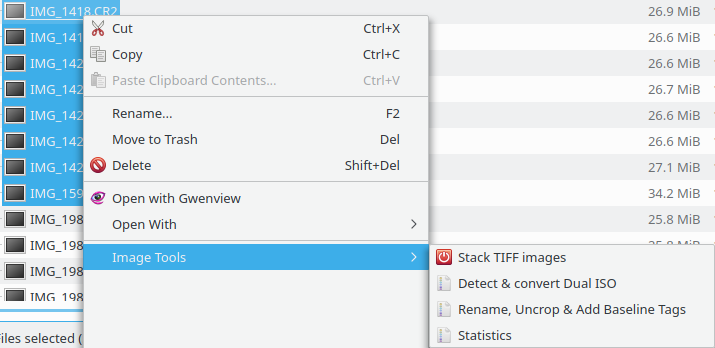 IMG_1418.CR2 26.9 MiB
Cut Ctrl+X
IMG_141 26.6 MiB
Copy Ctrl+C
IMG_142 26.6 MiB
Paste Clipboard Contents... Ctrl+V
IMG_142 26.7 MiB
IMG_142 26.6 MiB
Rename... F2
IMG_142 26.6 MiB
Move to Trash Del
IMG_142 27.1 MiB
Delete Shift+Del
IMG_159 34.2 MiB
Open with Gwenview
IMG_198 25.8 MiB
Open With
IMG_198 25.8 MiB
Image Tools
Stack TIFF images
IMG_198
Detect & convert Dual ISO
IMG_198
Rename, Uncrop & Add Baseline Tags
Statistics
iles selected (